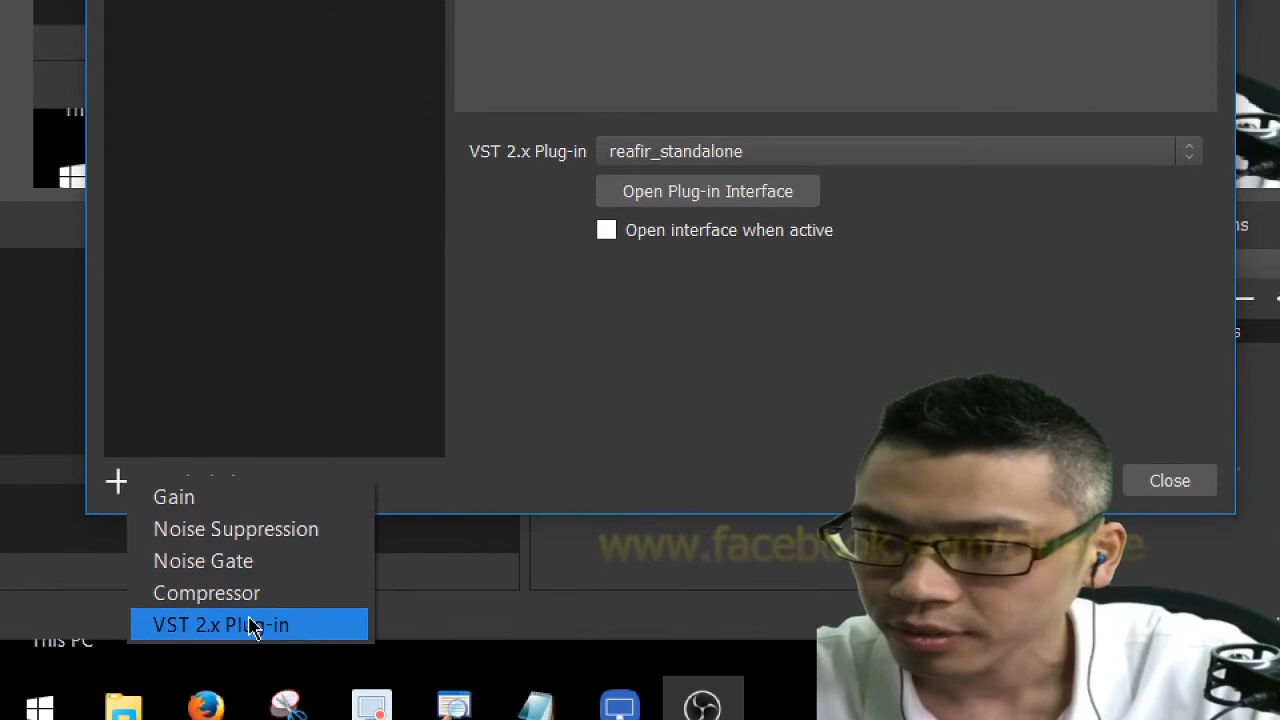 VST 2.x Plug-in
reafir_standalone
Open Plug-in Interface
Open interface when active
Gain
Noise Suppression
Noise Gate
Compressor
VST 2.x Plug-in
Close
This PC